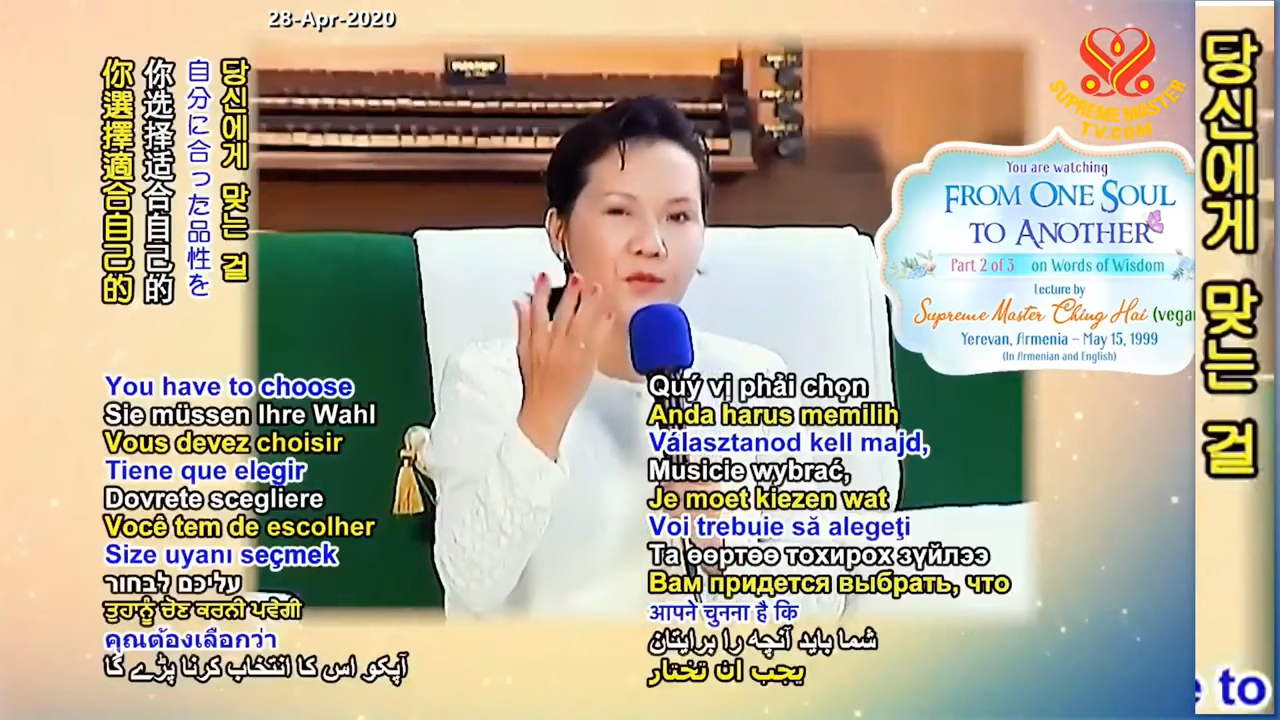 28-Apr-2020
당신에게 맞는 걸
自分に合った品性を
你选择适合自己的
你選擇適合自己的
SUPREME MASTER
TV.COM
You are watching
FROM ONE SOUL
TO ANOTHER
Part 2 of 3 on Words of Wisdom
Lecture by
Supreme Master Ching Hai (vegan
Yerevan, Armenia – May 15, 1999
(In Armenian and English)
You have to choose
Sie müssen Ihre Wahl
Vous devez choisir
Tiene que elegir
Dovrete scegliere
Você tem de escolher
Size uyanı seçmek
עליכם לבחור
ਤੁਹਾਨੂੰ ਚੋਣ ਕਰਨੀ ਪਵੇਗੀ
คุณต้องเลือกว่า
آپکو اس کا انتخاب کرنا پڑے گا
Quý vị phải chọn
Anda harus memilih
Választanod kell majd,
Musicie wybrać,
Je moet kiezen wat
Voi trebuie să alegeţi
Та өөртөө тохирох зүйлээ
Вам придется выбрать, что
आपने चुनना है कि
شما باید آنچه را برایتان
يجب ان تختار
당신에게 맞는 걸
to